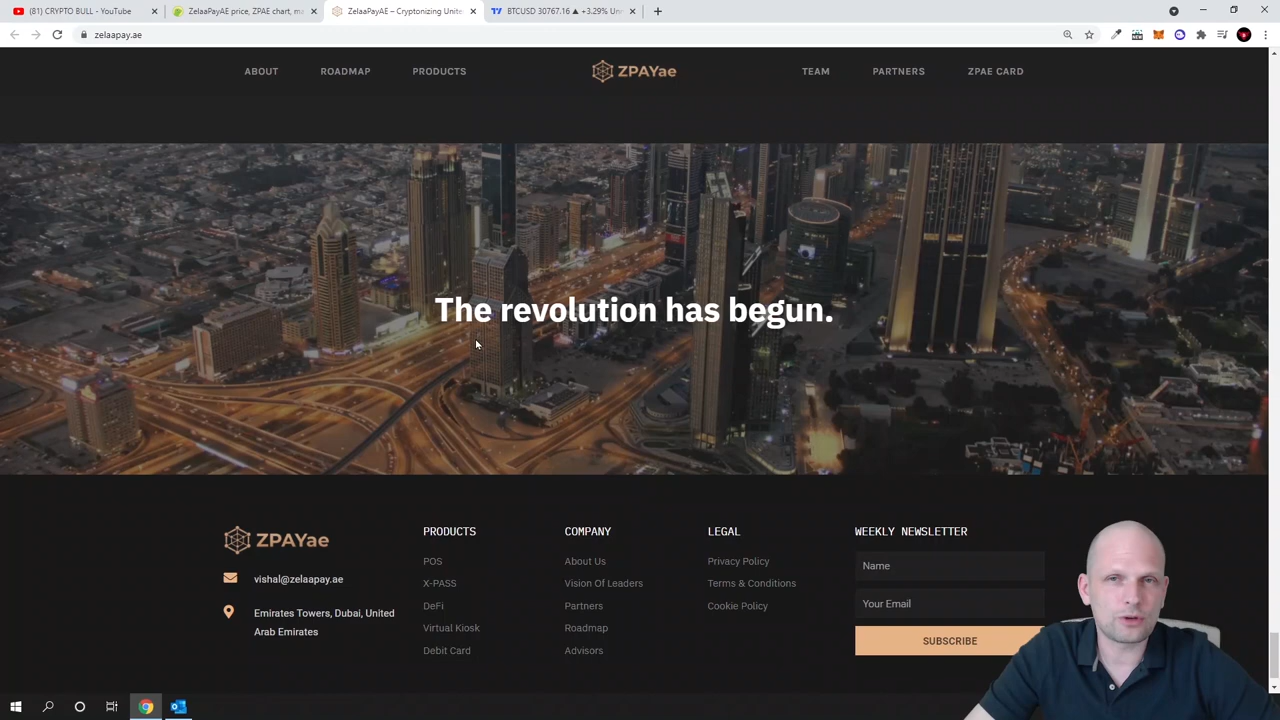 (81) CRYPTO BULL - YouTube
ZelaaPayAE price, ZPAE chart, ma
ZelaaPayAE – Cryptonizing Unite
BTCUSD 30767.16 ▲ +3.29% Un
zelaapay.ae
ABOUT
ROADMAP
PRODUCTS
ZPAYae
TEAM
PARTNERS
ZPAE CARD
The revolution has begun.
ZPAYae
vishal@zelaapay.ae
Emirates Towers, Dubai, United
Arab Emirates
PRODUCTS
POS
X-PASS
DeFi
Virtual Kiosk
Debit Card
COMPANY
About Us
Vision Of Leaders
Partners
Roadmap
Advisors
LEGAL
Privacy Policy
Terms & Conditions
Cookie Policy
WEEKLY NEWSLETTER
Name
Your Email
SUBSCRIBE